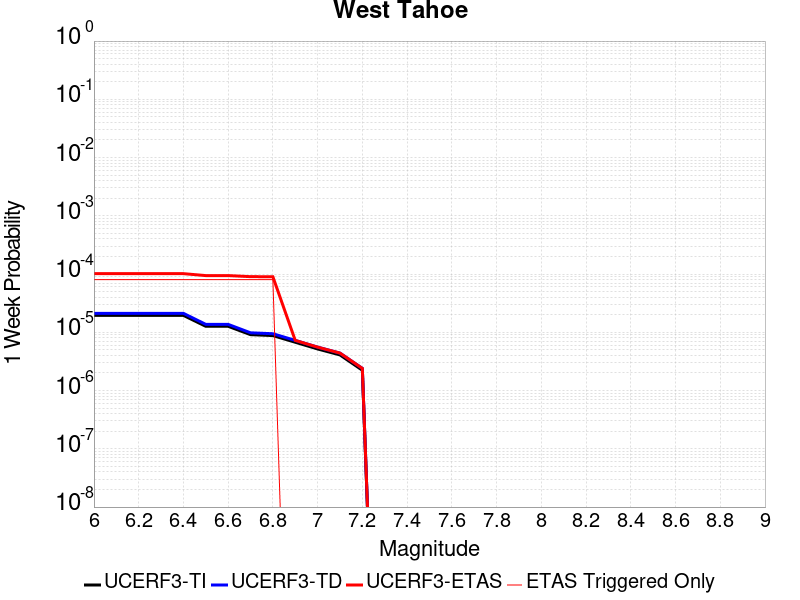 West Tahoe
10^0
10^-1
10^-2
10^-3
10^-4
10^-5
10^-6
10^-7
10^-8
1 Week Probability
6 6.2 6.4 6.6 6.8 7 7.2 7.4 7.6 7.8 8 8.2 8.4 8.6 8.8 9
Magnitude
UCERF3-TI UCERF3-TD UCERF3-ETAS ETAS Triggered Only